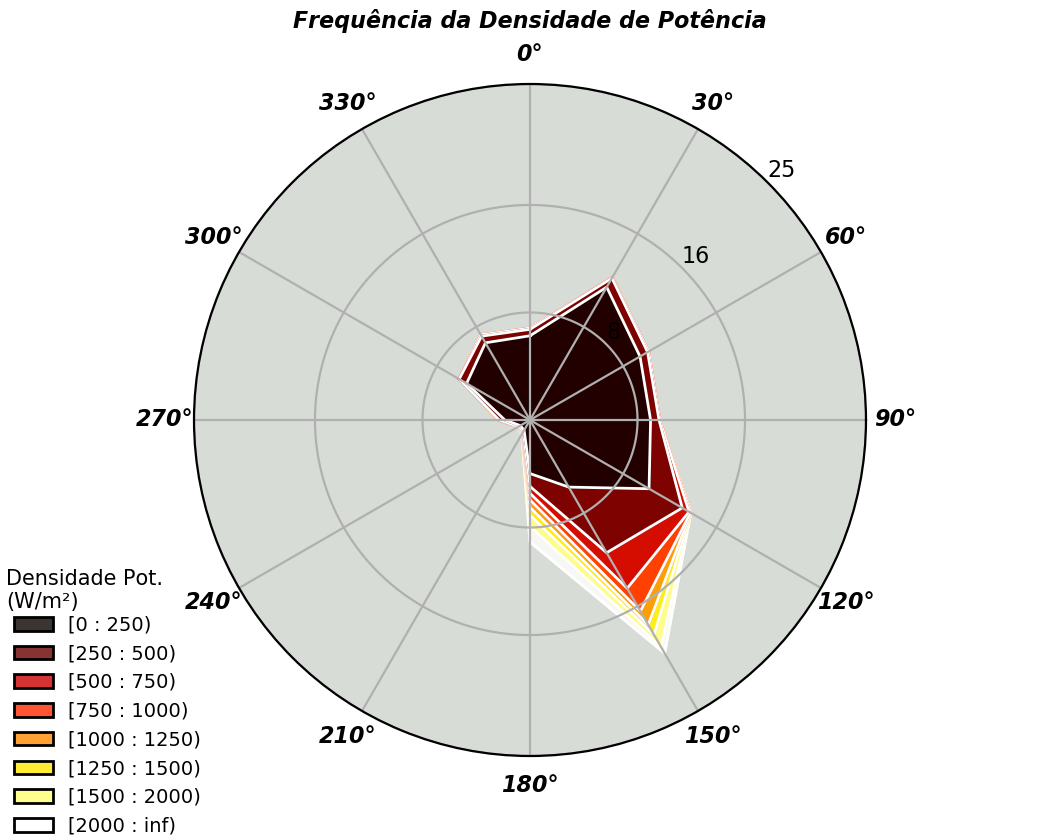 Frequência da Densidade de Potência
0°
330°
30°
25
300°
60°
16
8
270°
90°
240°
120°
210°
150°
180°
Densidade Pot.
(W/m²)
[0 : 250)
[250 : 500)
[500 : 750)
[750 : 1000)
[1000 : 1250)
[1250 : 1500)
[1500 : 2000)
[2000 : inf)